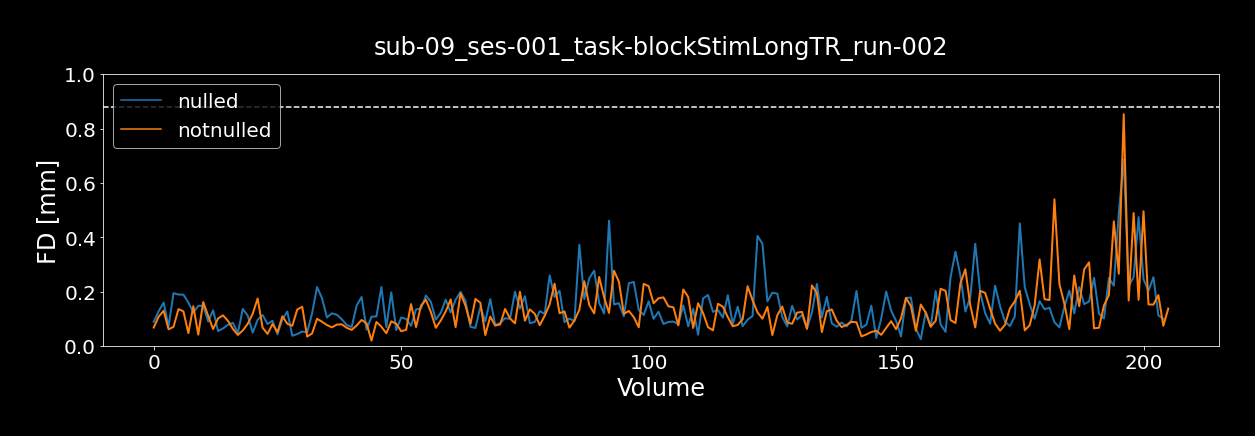 sub-09_ses-001_task-blockStimLongTR_run-002
1.0
0.8
0.6
0.4
0.2
0.0
FD [mm]
nulled
notnulled
0 50 100 150 200
Volume